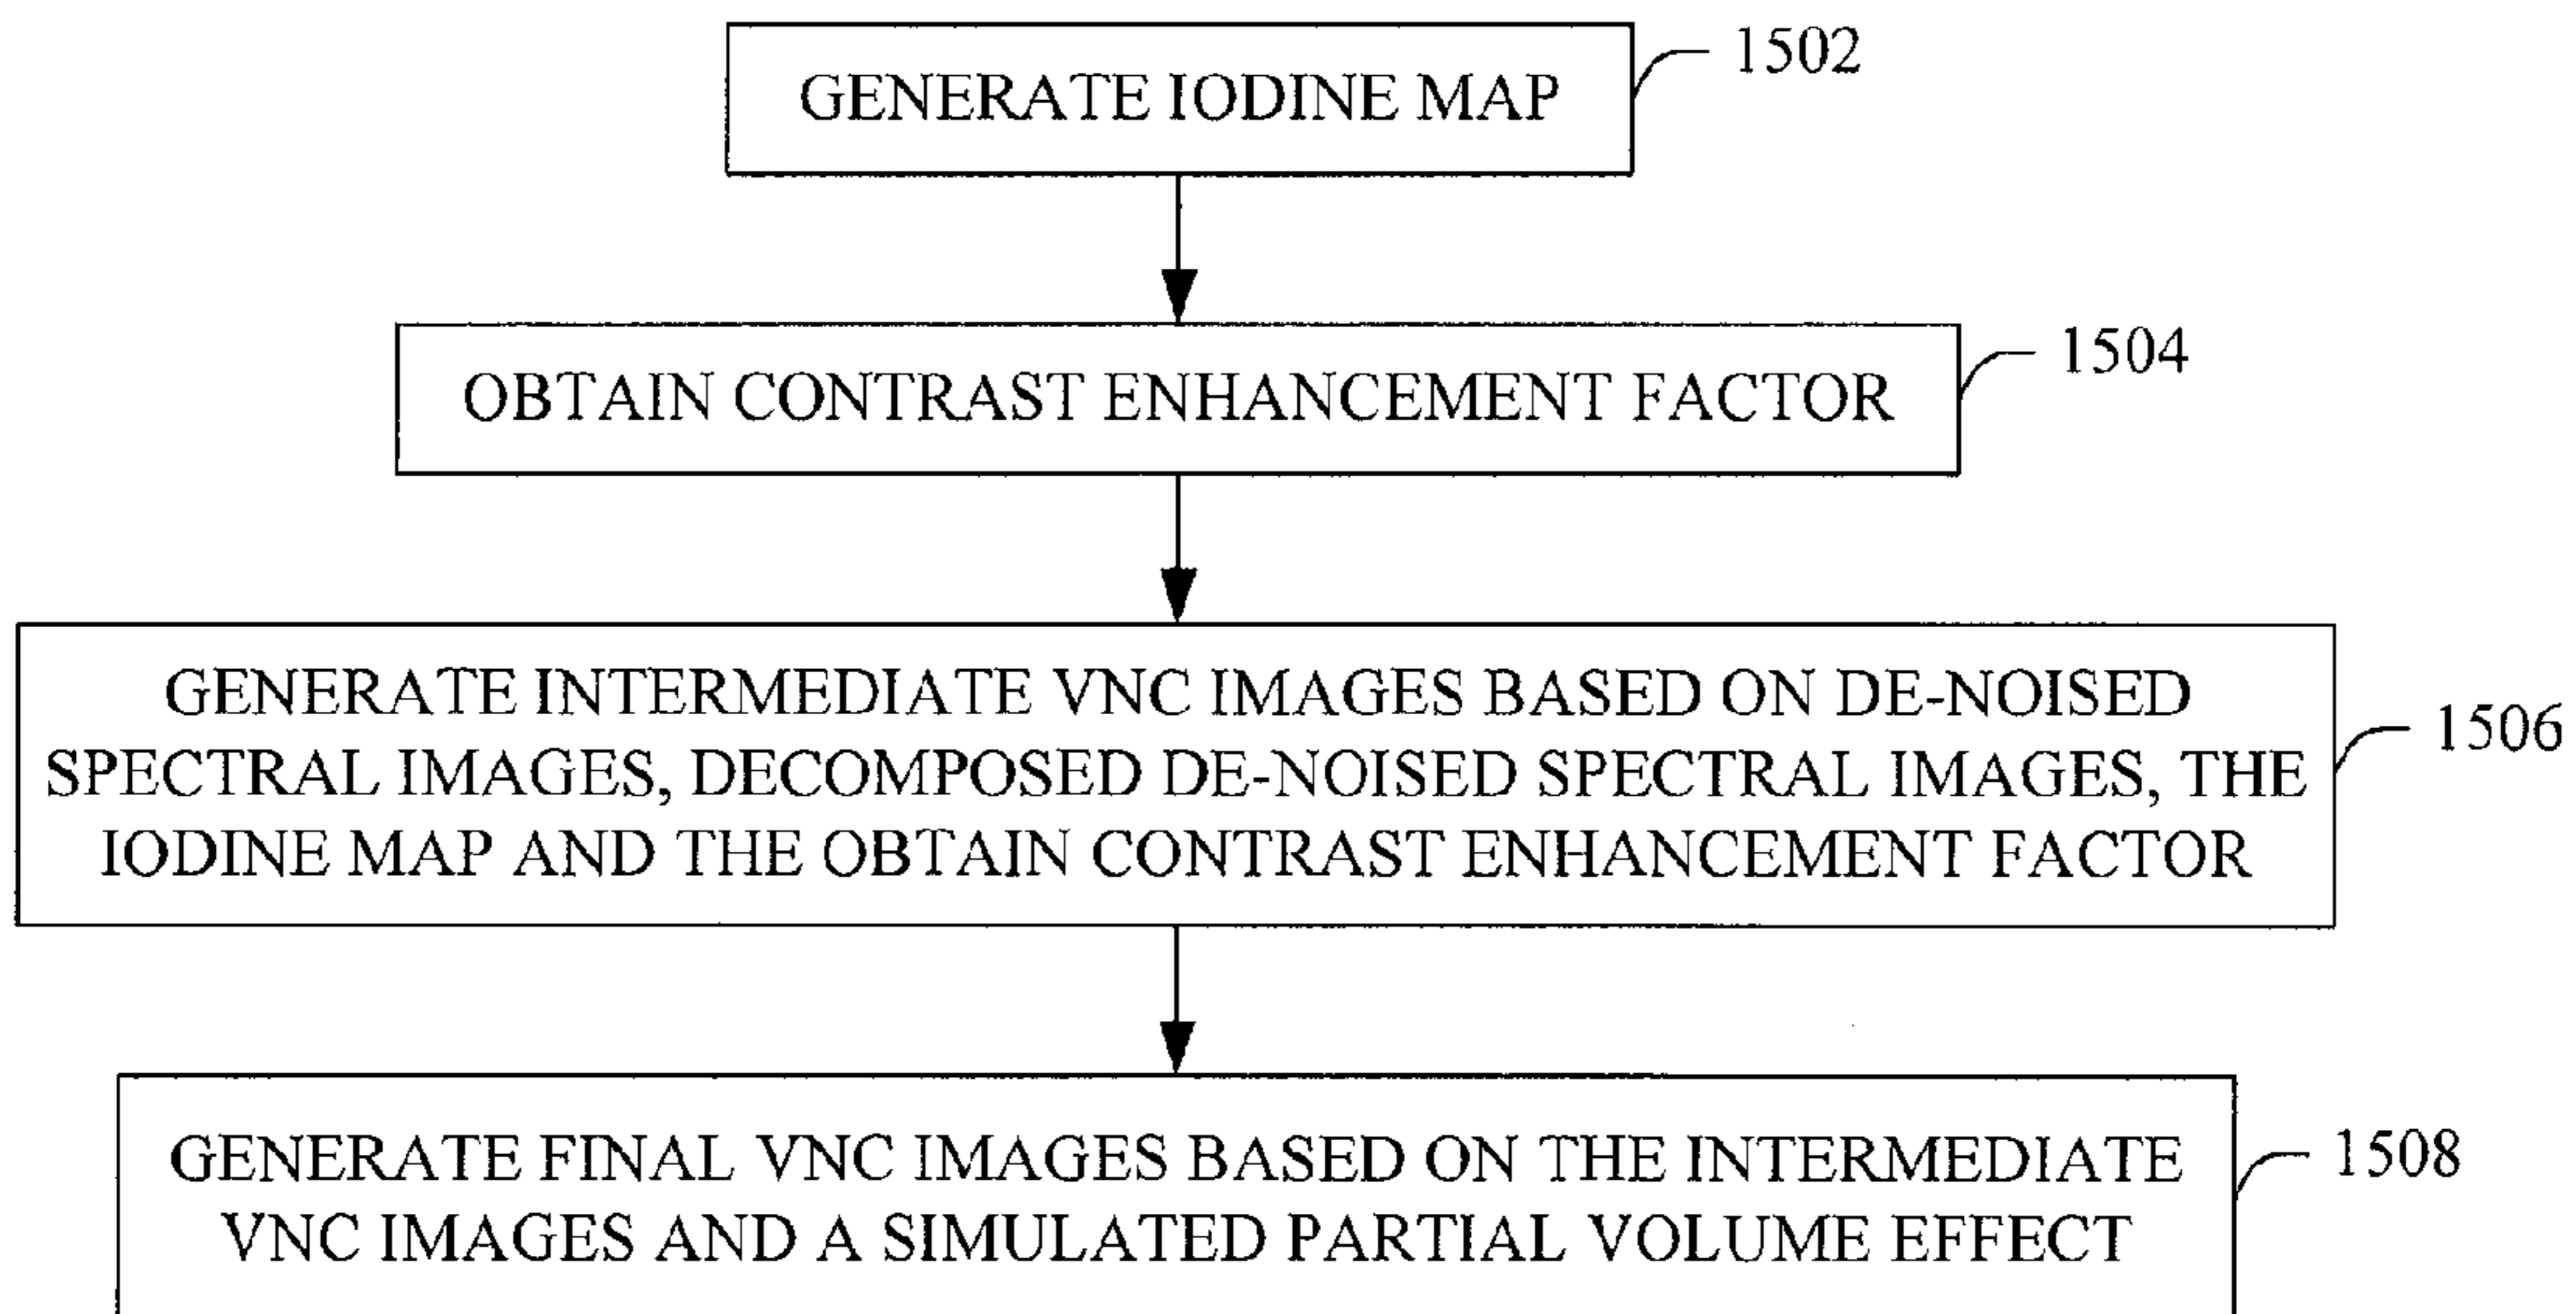 GENERATE IODINE MAP
1502
OBTAIN CONTRAST ENHANCEMENT FACTOR
1504
GENERATE INTERMEDIATE VNC IMAGES BASED ON DE-NOISED
SPECTRAL IMAGES, DECOMPOSED DE-NOISED SPECTRAL IMAGES, THE
IODINE MAP AND THE OBTAIN CONTRAST ENHANCEMENT FACTOR
1506
GENERATE FINAL VNC IMAGES BASED ON THE INTERMEDIATE
VNC IMAGES AND A SIMULATED PARTIAL VOLUME EFFECT
1508